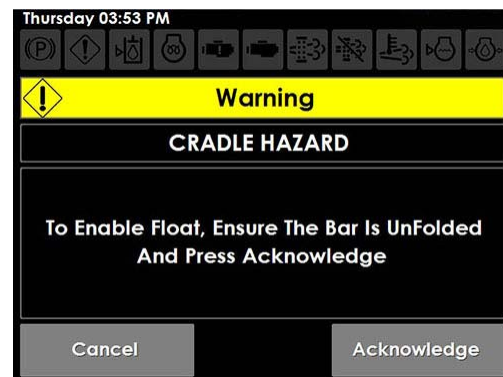 Thursday 03:53 PM
Warning
CRADLE HAZARD
To Enable Float, Ensure The Bar Is UnFolded
And Press Acknowledge
Cancel
Acknowledge